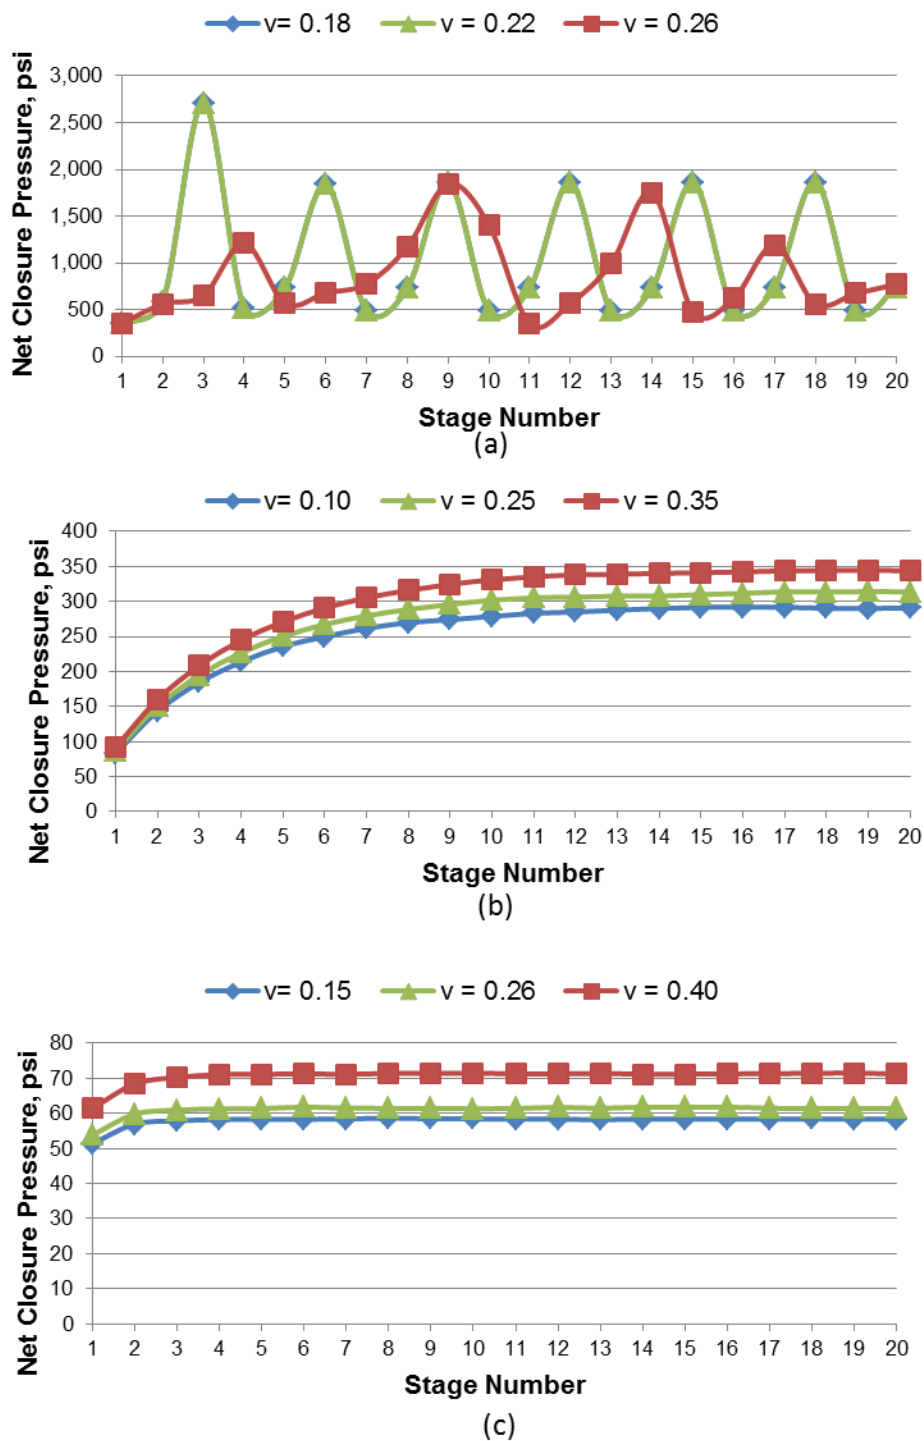 v= 0.18 v = 0.22 v = 0.26
Net Closure Pressure, psi
3,000
2,500
2,000
1,500
1,000
500
0
1 2 3 4 5 6 7 8 9 10 11 12 13 14 15 16 17 18 19 20
Stage Number
(a)
v= 0.10 v = 0.25 v = 0.35
Net Closure Pressure, psi
400
350
300
250
200
150
100
50
0
1 2 3 4 5 6 7 8 9 10 11 12 13 14 15 16 17 18 19 20
Stage Number
(b)
v= 0.15 v = 0.26 v = 0.40
Net Closure Pressure, psi
80
70
60
50
40
30
20
10
0
1 2 3 4 5 6 7 8 9 10 11 12 13 14 15 16 17 18 19 20
Stage Number
(c)